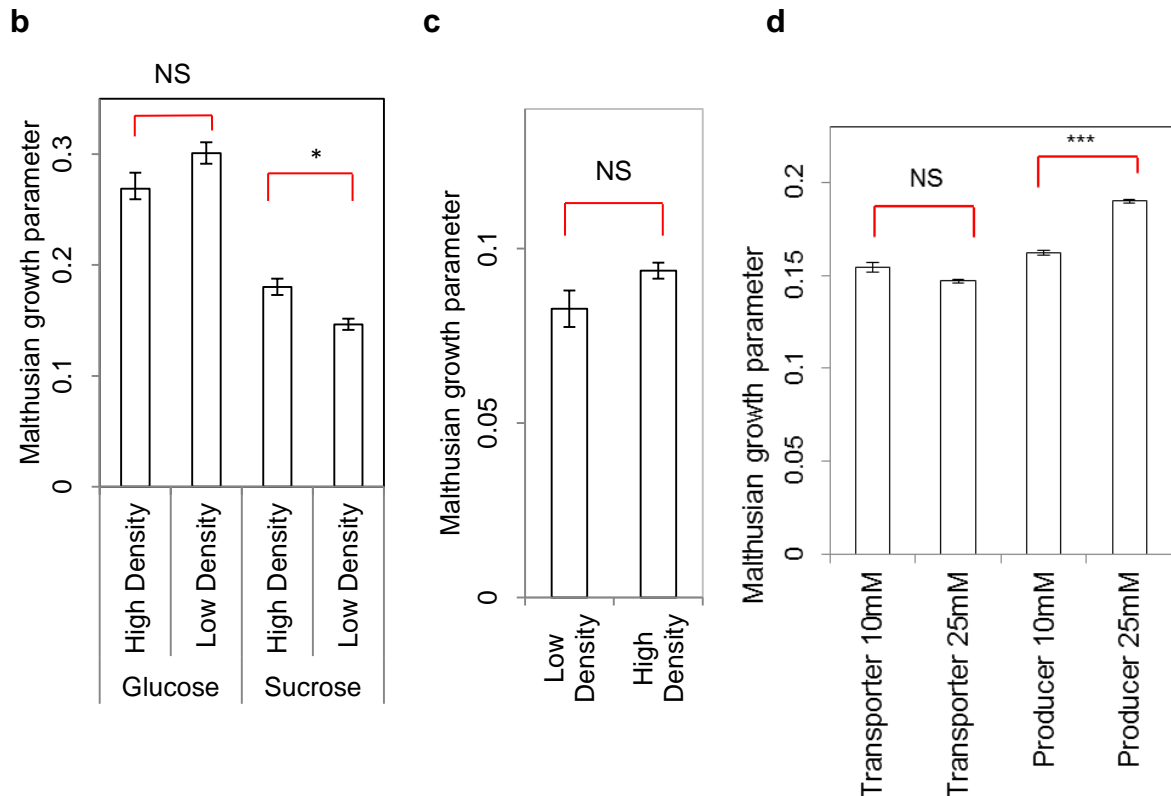 b
NS
*
Malthusian growth parameter
0.3
0.2
0.1
0
High Density
Low Density
High Density
Low Density
Glucose
Sucrose
c
NS
Malthusian growth parameter
0.1
0.05
0
Low
Density
High
Density
d
NS
***
Malthusian growth parameter
0.2
0.15
0.1
0.05
0
Transporter 10mM
Transporter 25mM
Producer 10mM
Producer 25mM